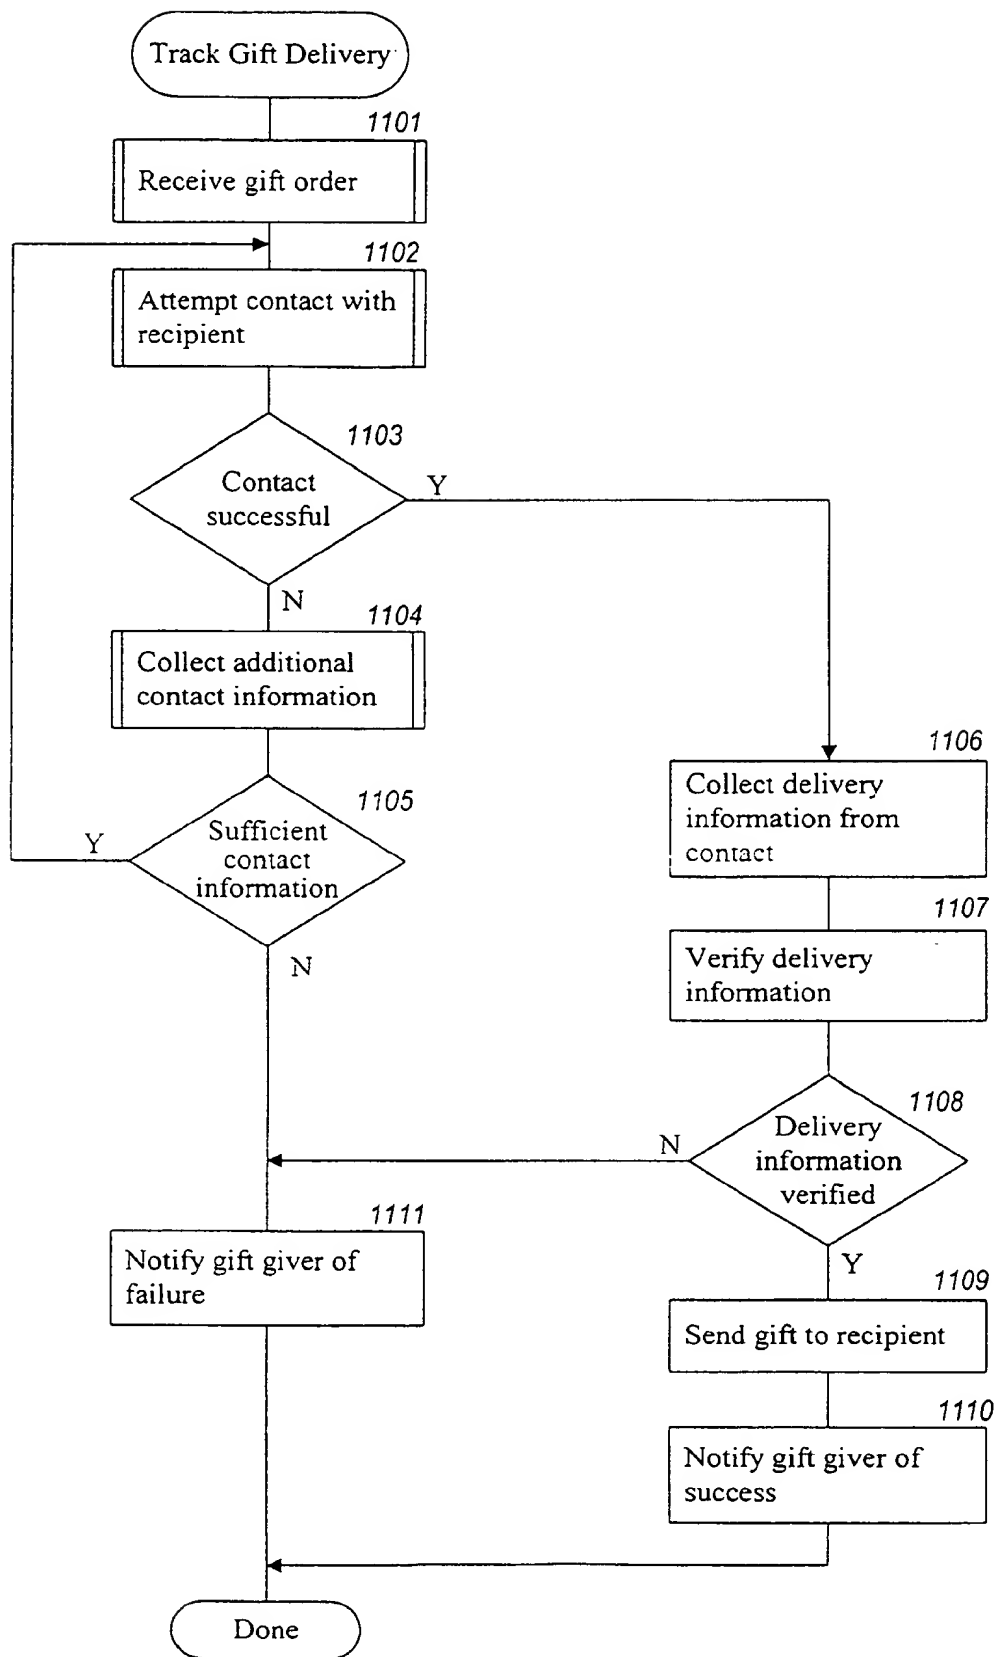 Track Gift Delivery
1101
Receive gift order
1102
Attempt contact with
recipient
1103
Contact
successful
Y
N
1104
Collect additional
contact information
1105
Sufficient
contact
information
Y
N
1106
Collect delivery
information from
contact
1107
Verify delivery
information
1108
Delivery
information
verified
N
Y
1109
Send gift to recipient
1110
Notify gift giver of
success
1111
Notify gift giver of
failure
Done